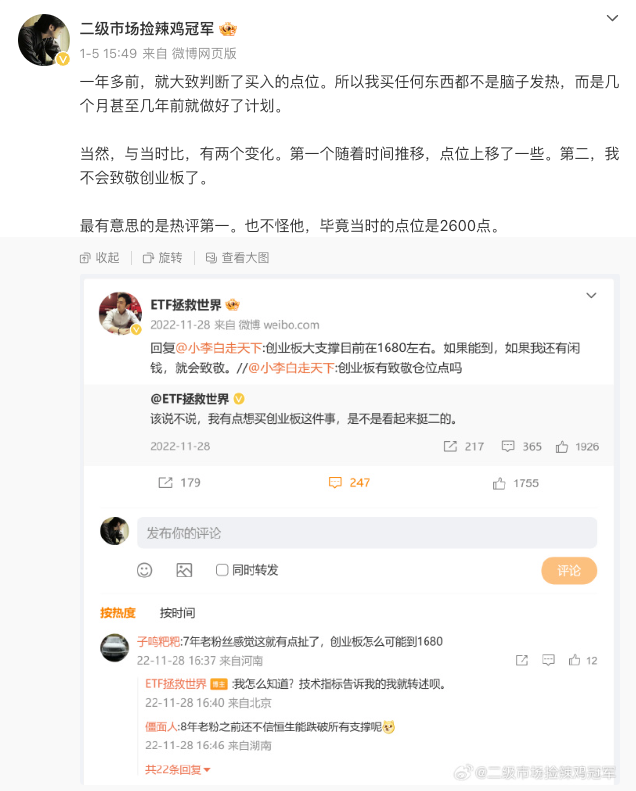 二级市场捡辣鸡冠军
1-5 15:49 来自 微博网页版
一年多前，就大致判断了买入的点位。所以我买任何东西都不是脑子发热，而是几
个月甚至几年前就做好了计划。
当然，与当时比，有两个变化。第一个随着时间推移，点位上移了一些。第二，我
不会致敬创业板了。
最有意思的是热评第一。也不怪他，毕竟当时的点位是2600点。
收起 旋转 查看大图
ETF拯救世界
2022-11-28 来自 微博 weibo.com
回复@小李白走天下:创业板大支撑目前在1680左右。如果能到，如果我还有闲
钱，就会致敬。//@小李白走天下:创业板有致敬仓位点吗
@ETF拯救世界
该说不说，我有点想买创业板这件事，是不是看起来挺二的。
2022-11-28 217 365 1926
179 247 1755
发布你的评论
同时转发 评论
按热度 按时间
子鸣粑粑:7年老粉丝感觉这就有点扯了，创业板怎么可能到1680
22-11-28 16:37 来自河南 12
ETF拯救世界 博主 :我怎么知道？技术指标告诉我的我就转述呗。
22-11-28 16:40 来自北京
僵面人:8年老粉之前还不信恒生能跌破所有支撑呢
22-11-28 16:46 来自湖南
共22条回复
@二级市场捡辣鸡冠军